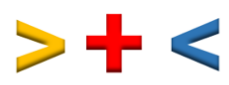 > + <